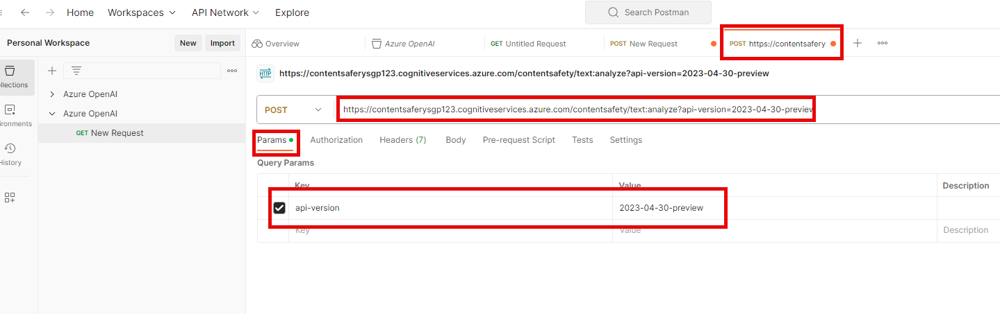 Home Workspaces API Network Explore Search Postman
Personal Workspace New Import Overview Azure OpenAI GET Untitled Request POST New Request POST https://contentsafery
https://contentsaferysgp123.cognitiveservices.azure.com/contentsafety/text:analyze?api-version=2023-04-30-preview
ollections
Azure OpenAI
POST https://contentsaferysgp123.cognitiveservices.azure.com/contentsafety/text:analyze?api-version=2023-04-30-preview
Azure OpenAI
ironments
GET New Request
Params Authorization Headers (7) Body Pre-request Script Tests Settings
History
Query Params
Key Value Description
api-version 2023-04-30-preview
Key Value Description